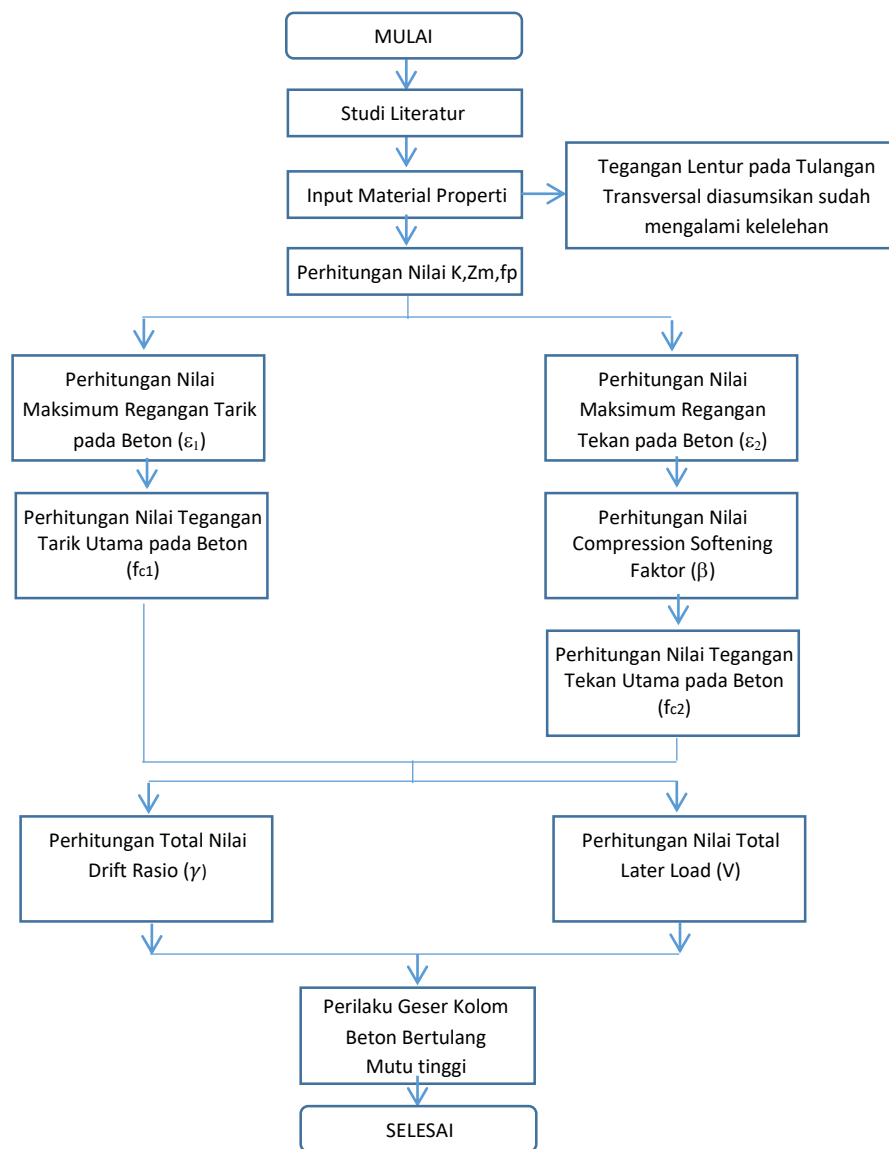 MULAI
Studi Literatur
Input Material Properti
Tegangan Lentur pada Tulangan
Transversal diasumsikan sudah
mengalami kelelehan
Perhitungan Nilai K,Zm,fp
Perhitungan Nilai
Maksimum Regangan Tarik
pada Beton (ε₁)
Perhitungan Nilai
Maksimum Regangan
Tekan pada Beton (ε₂)
Perhitungan Nilai Tegangan
Tarik Utama pada Beton
(fc1)
Perhitungan Nilai
Compression Softening
Faktor (β)
Perhitungan Nilai Tegangan
Tekan Utama pada Beton
(fc2)
Perhitungan Total Nilai
Drift Rasio (γ)
Perhitungan Nilai Total
Later Load (V)
Perilaku Geser Kolom
Beton Bertulang
Mutu tinggi
SELESAI